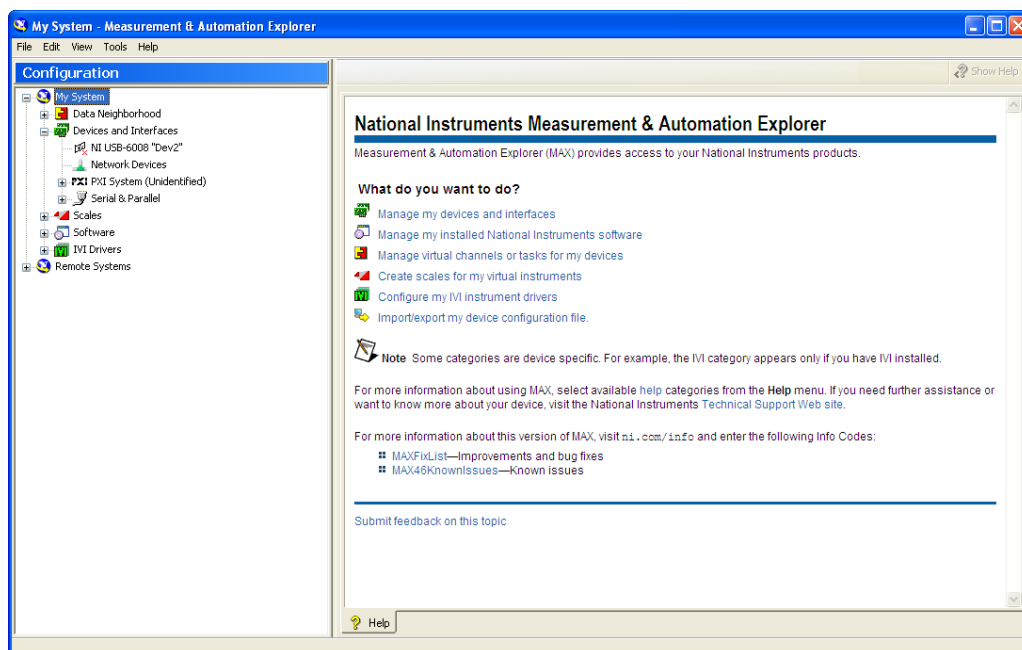 My System - Measurement & Automation Explorer
File Edit View Tools Help
Configuration
Show Help
My System
Data Neighborhood
Devices and Interfaces
NI USB-6008 "Dev2"
Network Devices
PXI PXI System (Unidentified)
Serial & Parallel
Scales
Software
IVI Drivers
Remote Systems
National Instruments Measurement & Automation Explorer
Measurement & Automation Explorer (MAX) provides access to your National Instruments products.
What do you want to do?
Manage my devices and interfaces
Manage my installed National Instruments software
Manage virtual channels or tasks for my devices
Create scales for my virtual instruments
IVI Configure my IVI instrument drivers
Import/export my device configuration file.
Note Some categories are device specific. For example, the IVI category appears only if you have IVI installed.
For more information about using MAX, select available help categories from the Help menu. If you need further assistance or
want to know more about your device, visit the National Instruments Technical Support Web site.
For more information about this version of MAX, visit ni.com/info and enter the following Info Codes:
MAXFixList—Improvements and bug fixes
MAX46KnownIssues—Known issues
Submit feedback on this topic
Help